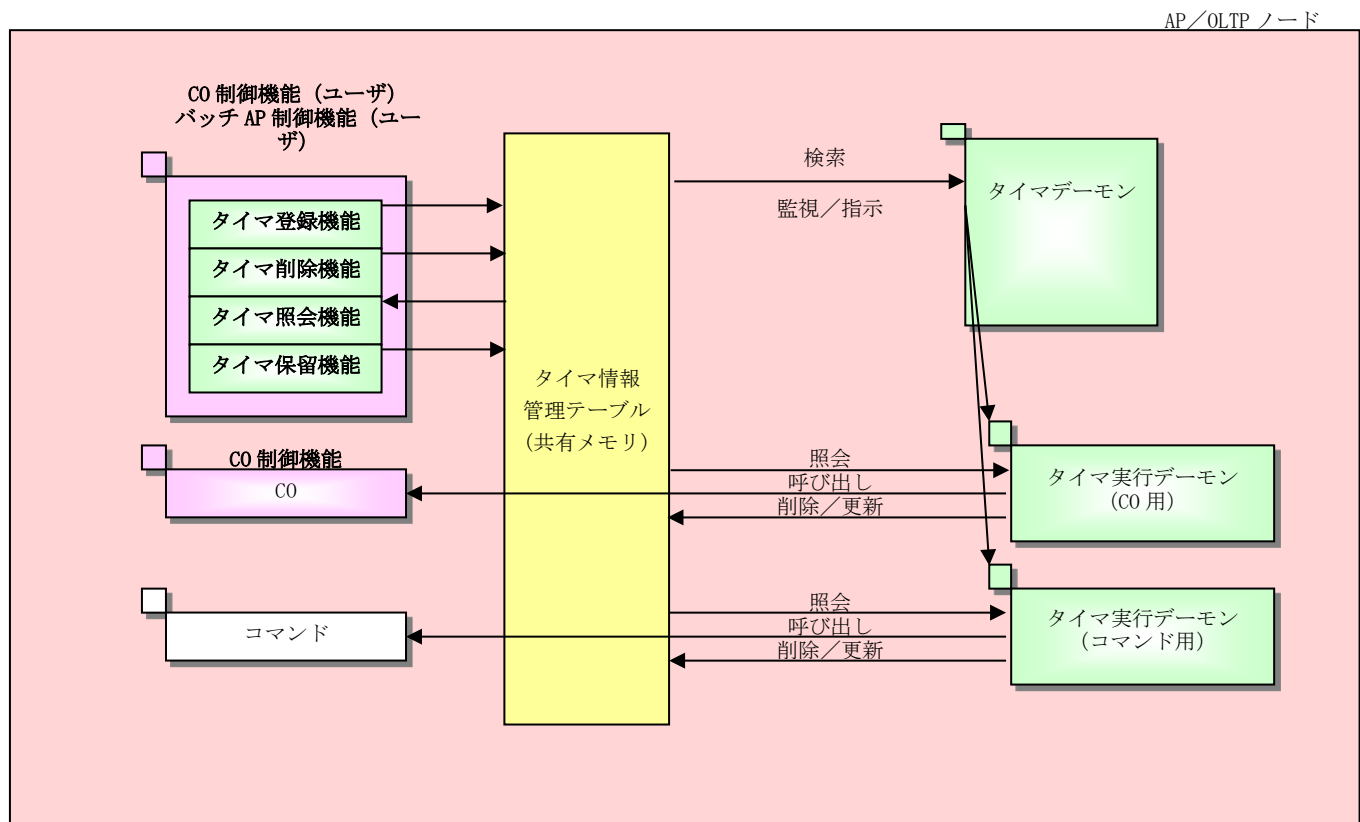 AP/OLTP ノード
CO 制御機能（ユーザ）
バッチ AP 制御機能（ユー
ザ）
タイマ登録機能
タイマ削除機能
タイマ照会機能
タイマ保留機能
タイマ情報
管理テーブル
（共有メモリ）
検索
監視／指示
タイマデーモン
CO 制御機能
CO
照会
呼び出し
削除／更新
タイマ実行デーモン
（CO 用）
コマンド
照会
呼び出し
削除／更新
タイマ実行デーモン
（コマンド用）